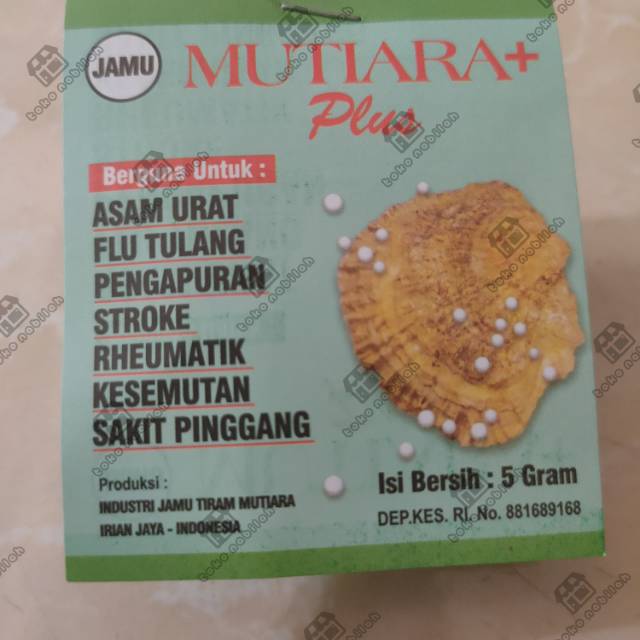 JAMU
MUTIARA+
Plus
Berguna Untuk :
ASAM URAT
FLU TULANG
PENGAPURAN
STROKE
RHEUMATIK
KESEMUTAN
SAKIT PINGGANG
Produksi :
INDUSTRI JAMU TIRAM MUTIARA
IRIAN JAYA - INDONESIA
Isi Bersih : 5 Gram
DEP.KES. RI. No. 881689168